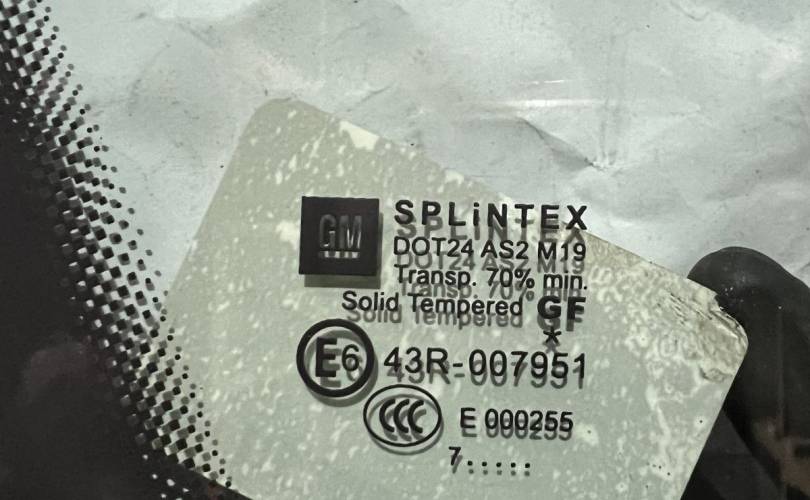 GM
SPLiNTEX
DOT24 AS2 M19
Transp. 70% min.
Solid Tempered GF
*
E6 43R-007951
CCC E 000255
7.....